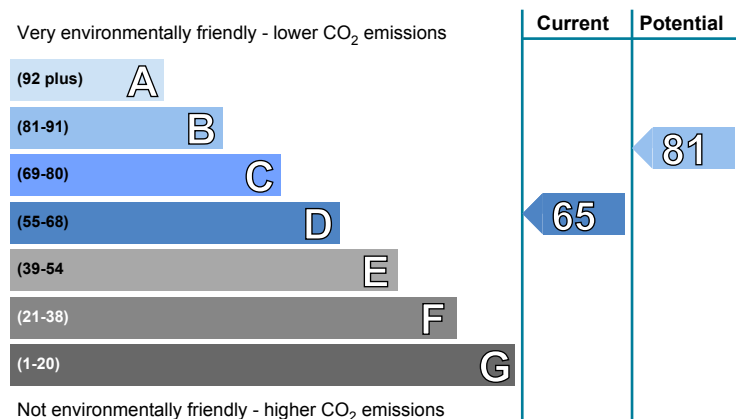 Current Potential
Very environmentally friendly - lower CO₂ emissions
(92 plus) A
(81-91) B
81
(69-80) C
(55-68) D
65
(39-54 E
(21-38) F
(1-20) G
Not environmentally friendly - higher CO₂ emissions